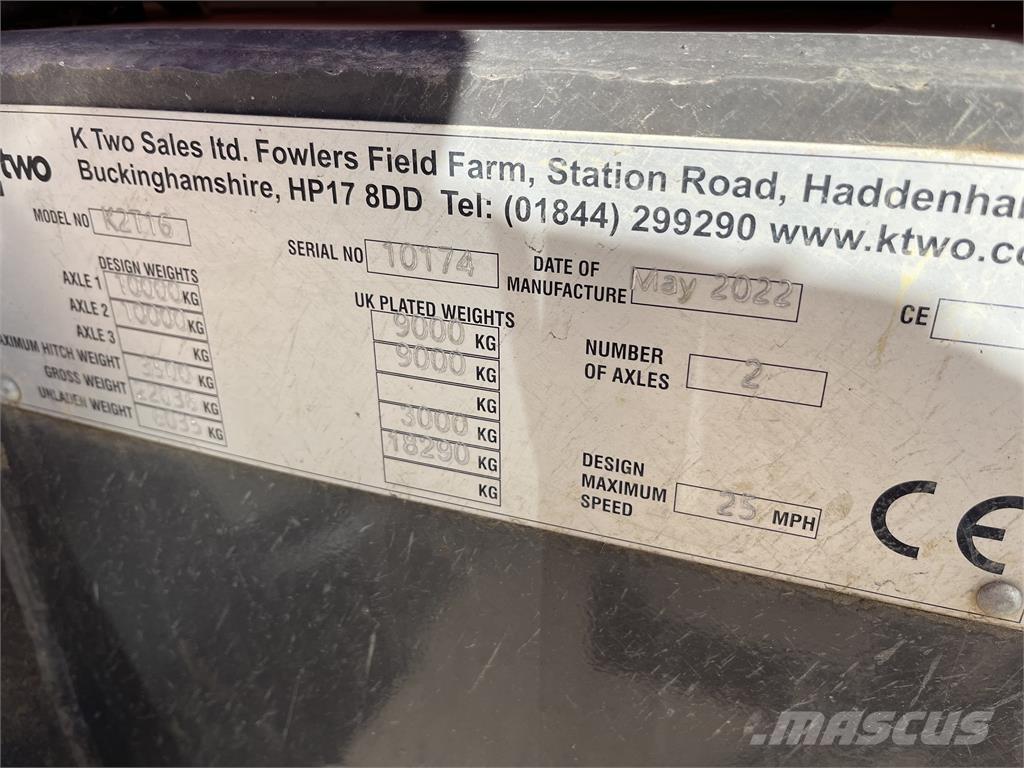 two
K Two Sales ltd. Fowlers Field Farm, Station Road,
Buckinghamshire, HP17 8DD Tel: (01844) 299290 www.ktwo.co
MODEL NO K2T16
SERIAL NO 10174
DATE OF
MANUFACTURE May 2022
CE
DESIGN WEIGHTS
AXLE 1 10000 KG
AXLE 2 10000 KG
AXLE 3 KG
HITCH WEIGHT 3500 KG
GROSS WEIGHT KG
UNLADEN WEIGHT KG
UK PLATED WEIGHTS
9000 KG
9000 KG
KG
3000 KG
18290 KG
KG
NUMBER
OF AXLES 2
DESIGN
MAXIMUM
SPEED 25 MPH
CE
MASCUS